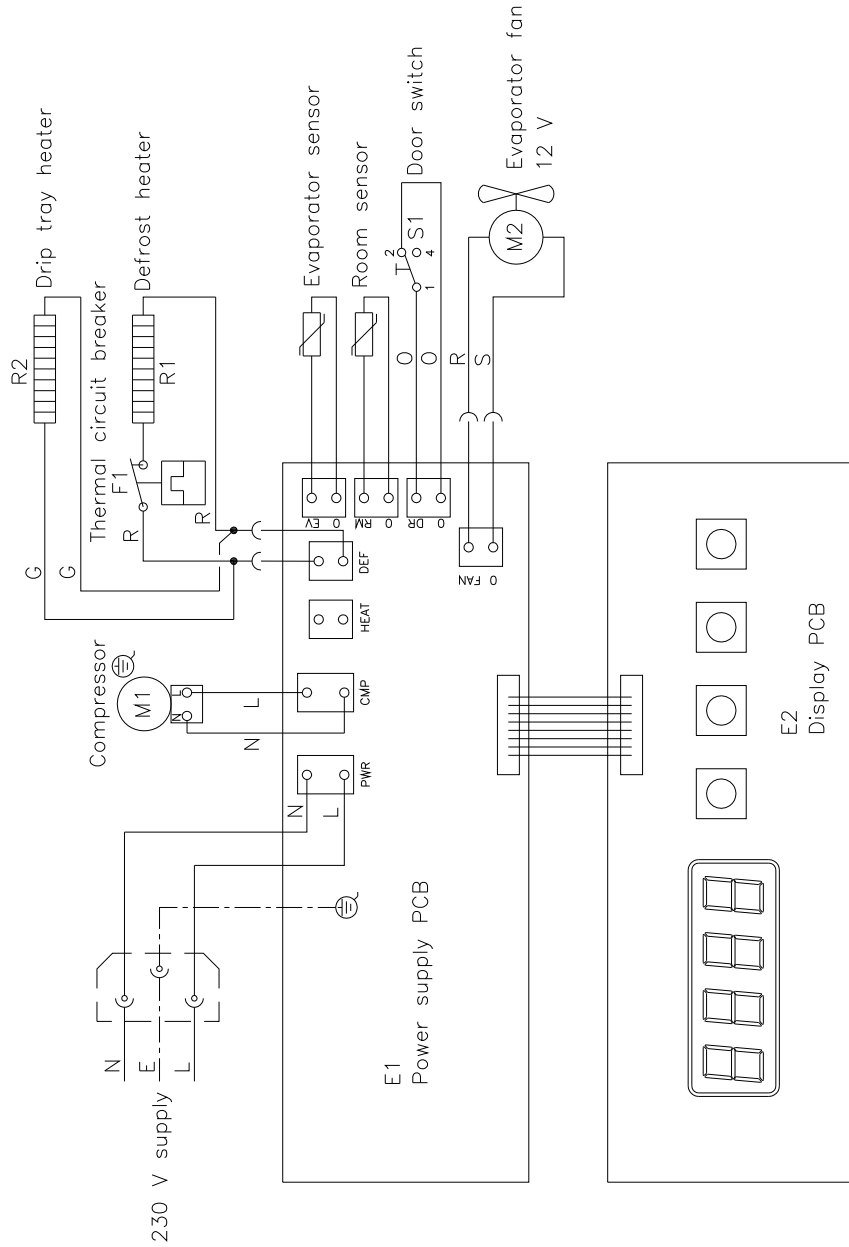 230 V supply
N
E
L
N
L
PWR
Compressor
M1
N
L
N
L
CMP
HEAT
DEF
G
G
R2
Drip tray heater
Thermal circuit breaker
F1
R
R
R1
Defrost heater
EV
0
RM
0
DR
0
FAN
0
Evaporator sensor
Room sensor
O
O
1
2
4
S1
Door switch
R
S
M2
Evaporator fan
12 V
E1
Power supply PCB
E2
Display PCB